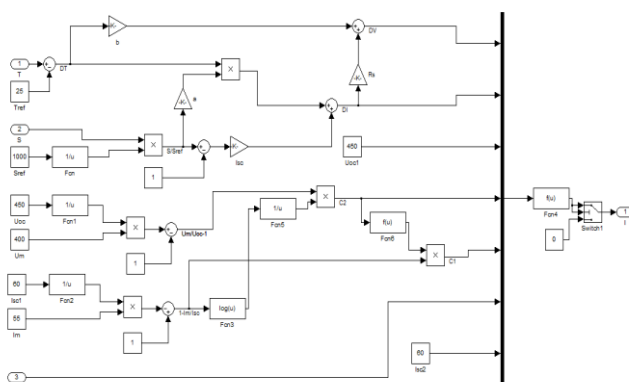 -K-
b
DV
1
T
DT
25
Tref
X
-K-
Rs
-K-
a
DI
2
S
1000
Sref
1/u
Fcn
X
S/Sref
1
-K-
Isc
450
Uoc1
450
Uoc
1/u
Fcn1
400
Um
X
1
Um/Uoc-1
1/u
Fcn5
X
C2
f(u)
Fcn6
X
C1
f(u)
Fcn4
0
Switch1
1
I
60
Isc1
1/u
Fcn2
55
Im
X
1
1-Im/Isc
log(u)
Fcn3
60
Isc2
3